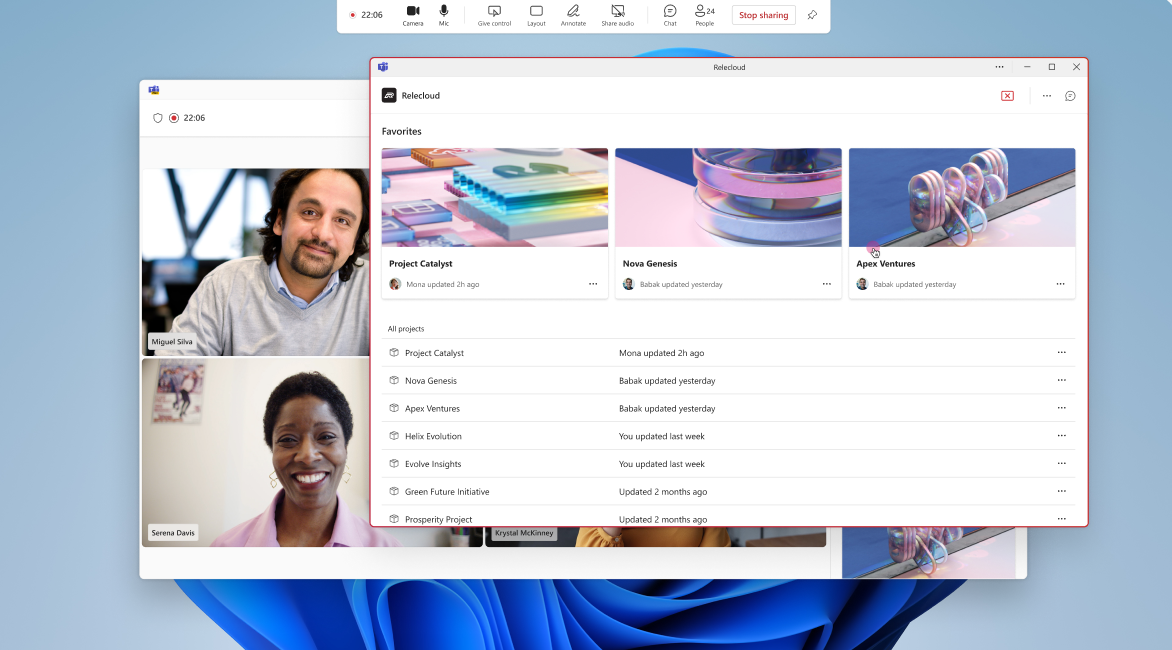 22:06
Camera
Mic
Give control
Layout
Annotate
Share audio
Chat
24
People
Stop sharing
Relecloud
22:06
Relecloud
Favorites
Project Catalyst
Mona updated 2h ago
Nova Genesis
Babak updated yesterday
Apex Ventures
Babak updated yesterday
All projects
Project Catalyst Mona updated 2h ago
Nova Genesis Babak updated yesterday
Apex Ventures Babak updated yesterday
Helix Evolution You updated last week
Evolve Insights You updated last week
Green Future Initiative Updated 2 months ago
Prosperity Project Updated 2 months ago
Miguel Silva
Serena Davis
Krystal McKinney